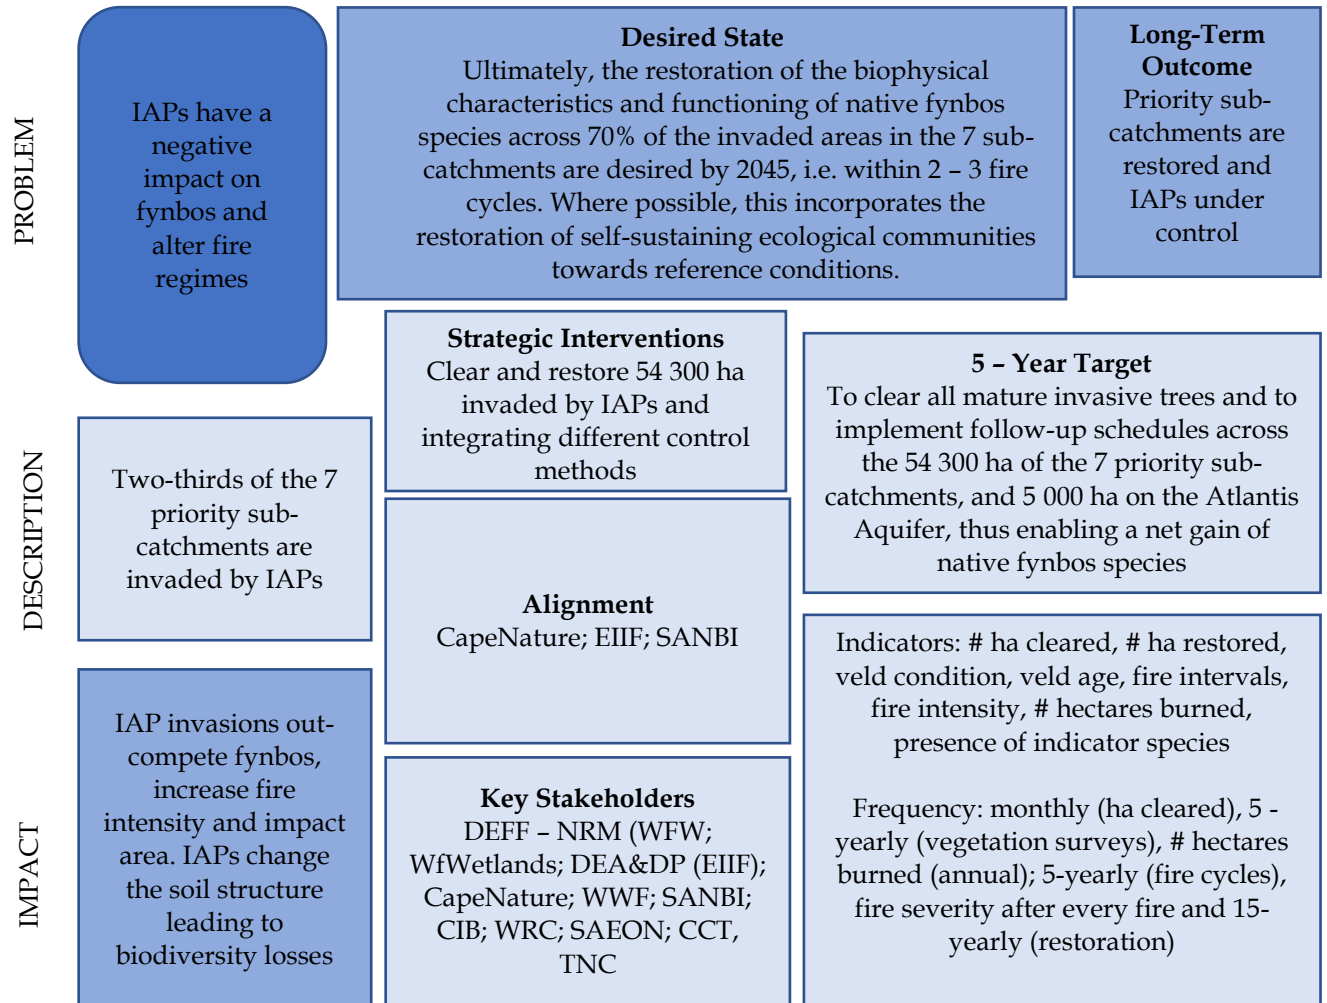 PROBLEM
IAPs have a
negative
impact on
fynbos and
alter fire
regimes
Desired State
Ultimately, the restoration of the biophysical
characteristics and functioning of native fynbos
species across 70% of the invaded areas in the 7 sub-
catchments are desired by 2045, i.e. within 2 – 3 fire
cycles. Where possible, this incorporates the
restoration of self-sustaining ecological communities
towards reference conditions.
Long-Term
Outcome
Priority sub-
catchments are
restored and
IAPs under
control
DESCRIPTION
Two-thirds of the 7
priority sub-
catchments are
invaded by IAPs
Strategic Interventions
Clear and restore 54 300 ha
invaded by IAPs and
integrating different control
methods
5 – Year Target
To clear all mature invasive trees and to
implement follow-up schedules across
the 54 300 ha of the 7 priority sub-
catchments, and 5 000 ha on the Atlantis
Aquifer, thus enabling a net gain of
native fynbos species
Alignment
CapeNature; EIIF; SANBI
IMPACT
IAP invasions out-
compete fynbos,
increase fire
intensity and impact
area. IAPs change
the soil structure
leading to
biodiversity losses
Key Stakeholders
DEFF – NRM (WFW;
WfWetlands; DEA&DP (EIIF);
CapeNature; WWF; SANBI;
CIB; WRC; SAEON; CCT,
TNC
Indicators: # ha cleared, # ha restored,
veld condition, veld age, fire intervals,
fire intensity, # hectares burned,
presence of indicator species
Frequency: monthly (ha cleared), 5 -
yearly (vegetation surveys), # hectares
burned (annual); 5-yearly (fire cycles),
fire severity after every fire and 15-
yearly (restoration)